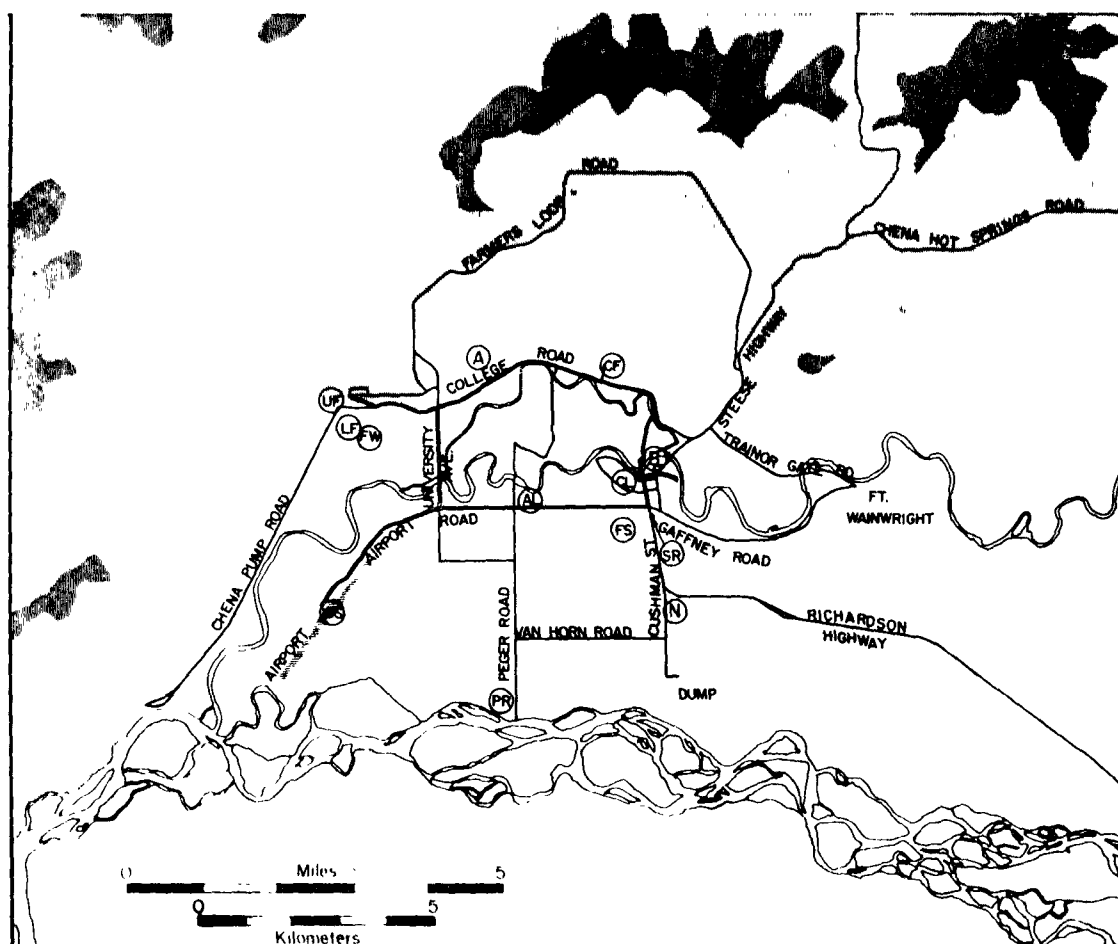 ROAD
FARMERS LOOP
CHENA HOT SPRINGS ROAD
STEESE HIGHWAY
A
COLLEGE ROAD
CF
UF
LF
FW
UNIVERSITY AVE.
TRAINOR GATE RD
CL
AL
FT.
WAINWRIGHT
AIRPORT ROAD
FS
GAFFNEY ROAD
SR
CHENA PUMP ROAD
CUSHMAN ST.
N
RICHARDSON
HIGHWAY
PEGER ROAD
VAN HORN ROAD
AIRPORT
PR
DUMP
0 Miles 5
0 5
Kilometers